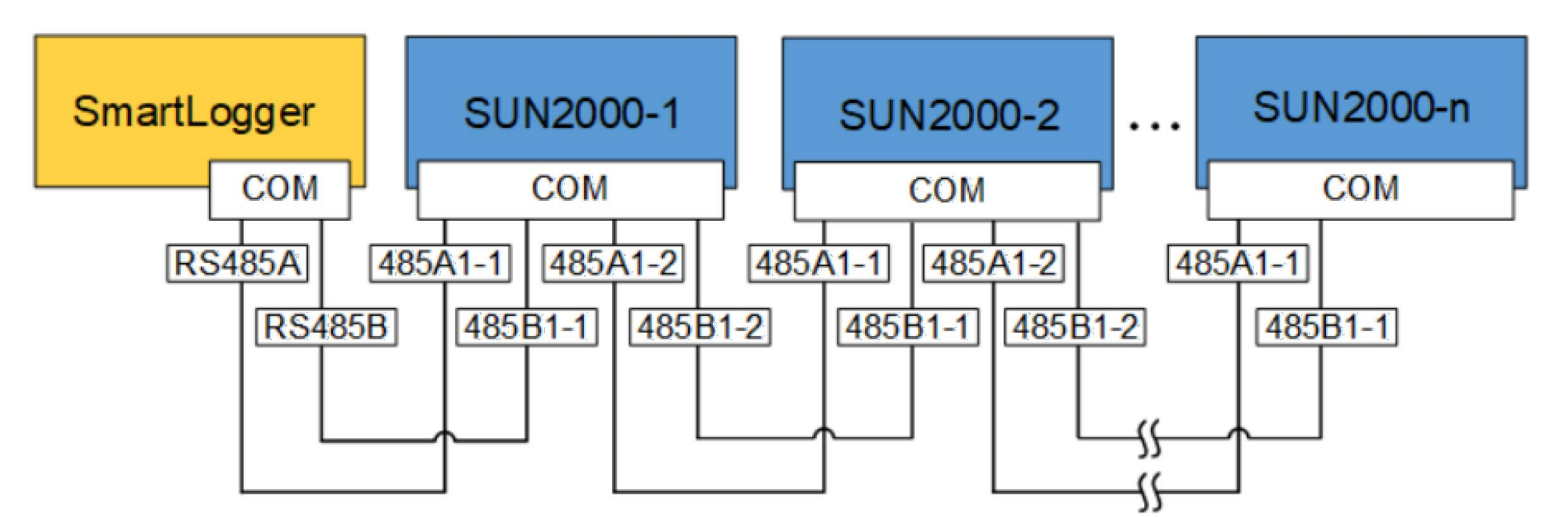 SmartLogger
SUN2000-1
SUN2000-2
...
SUN2000-n
COM
COM
COM
COM
RS485A
485A1-1
485A1-2
485A1-1
485A1-2
485A1-1
RS485B
485B1-1
485B1-2
485B1-1
485B1-2
485B1-1